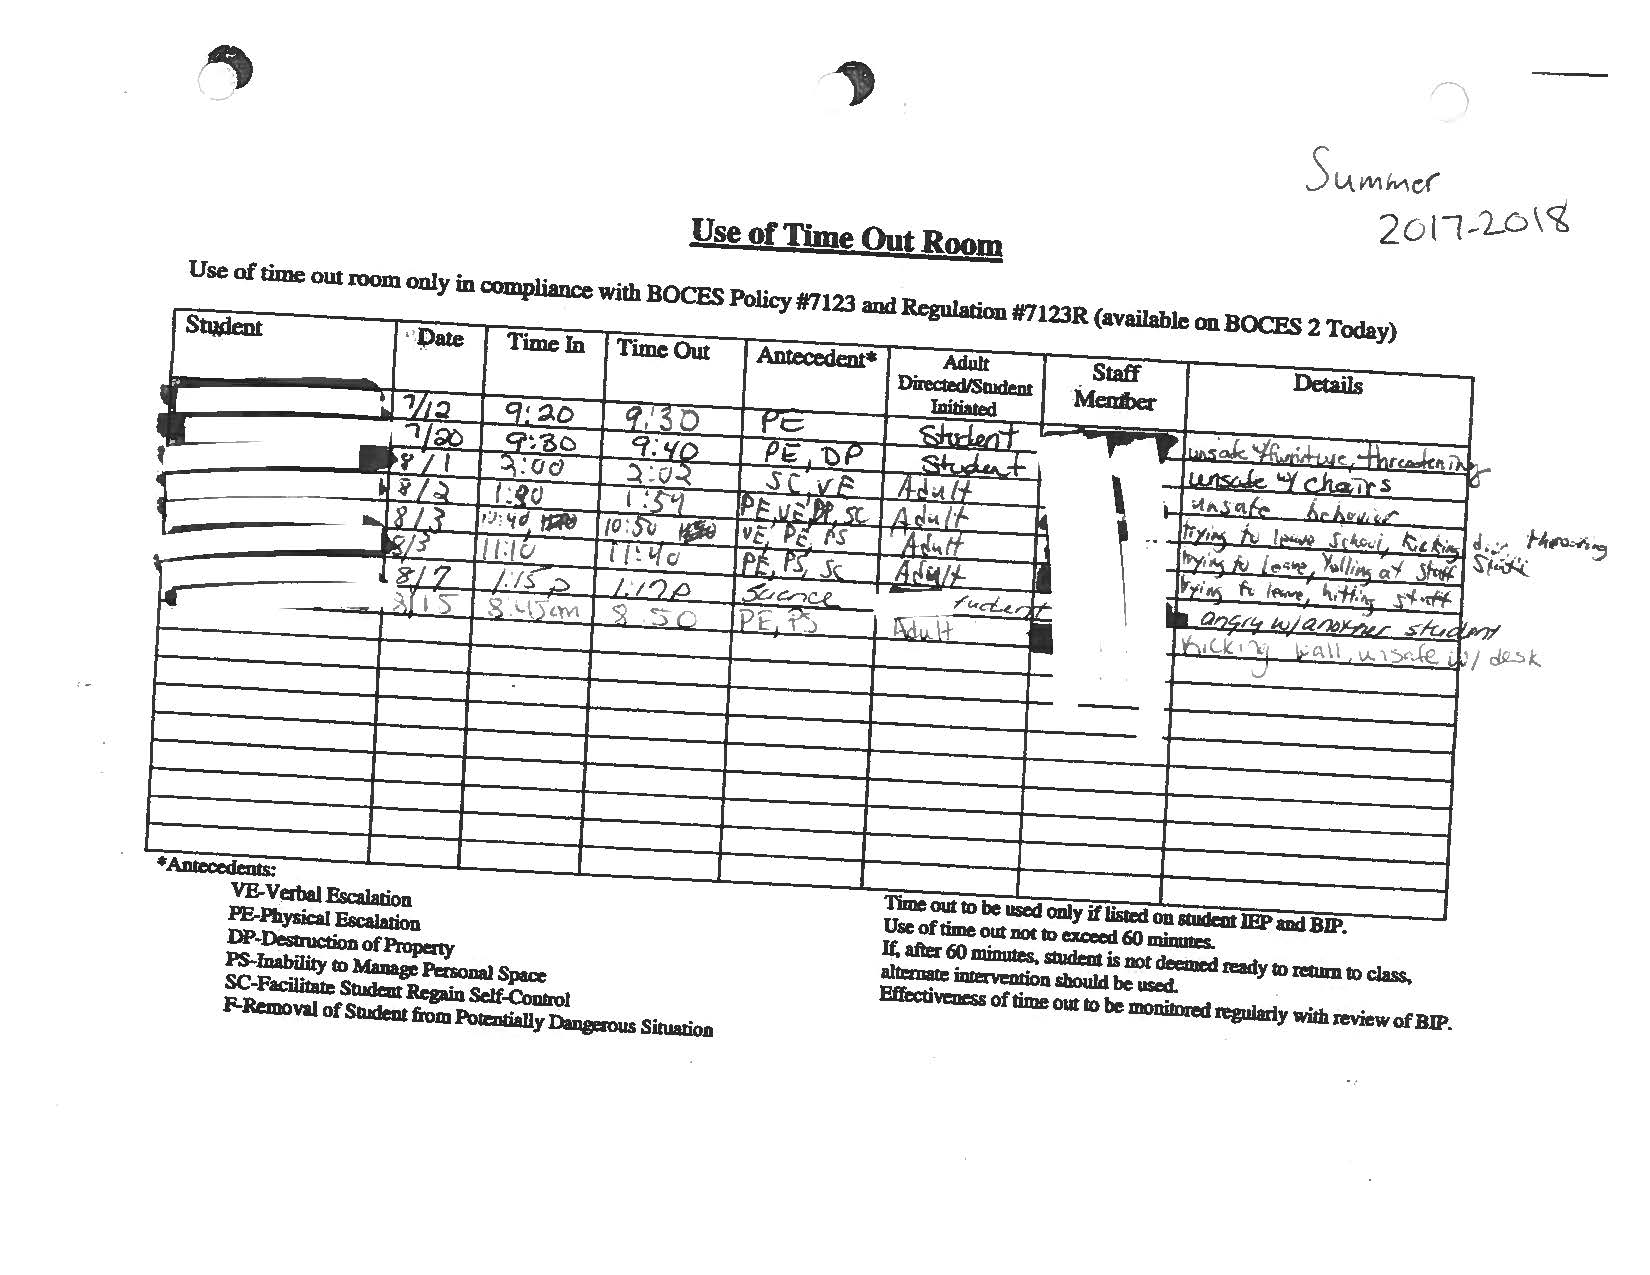 Summer
2017-2018
Use of Time Out Room
Use of time out room only in compliance with BOCES Policy #7123 and Regulation #7123R (available on BOCES 2 Today)
Student Date Time In Time Out Antecedent* Adult Directed/Student Initiated Staff Member Details
7/12 9:20 9:30 PE Student unsafe w/furniture, threatening
7/20 9:30 9:40 PE, DP Student unsafe w/ chairs
8/1 2:00 2:02 SC, VE Adult unsafe behavior
8/2 1:20 1:54 PE, VE, DP, SC Adult trying to leave school, kicking door threatening staff
8/3 10:40 10:50 VE, PE, PS Adult trying to leave, Yelling at staff
8/3 11:10 11:40 PE, PS, SC Adult trying to leave, hitting staff
8/7 1:15p 1:17p Science angry w/another student
8/15 8:45am 8:50 PE, PS Adult kicking wall, unsafe w/ desk
*Antecedents:
VE-Verbal Escalation
PE-Physical Escalation
DP-Destruction of Property
PS-Inability to Manage Personal Space
SC-Facilitate Student Regain Self-Control
F-Removal of Student from Potentially Dangerous Situation
Time out to be used only if listed on student IEP and BIP.
Use of time out not to exceed 60 minutes.
If, after 60 minutes, student is not deemed ready to return to class,
alternate intervention should be used.
Effectiveness of time out to be monitored regularly with review of BIP.